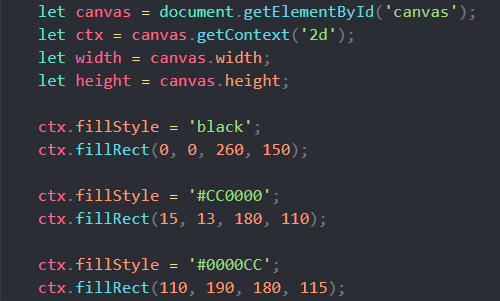 let canvas = document.getElementById('canvas');
let ctx = canvas.getContext('2d');
let width = canvas.width;
let height = canvas.height;
ctx.fillStyle = 'black';
ctx.fillRect(0, 0, 260, 150);
ctx.fillStyle = '#CC0000';
ctx.fillRect(15, 13, 180, 110);
ctx.fillStyle = '#0000CC';
ctx.fillRect(110, 190, 180, 115);